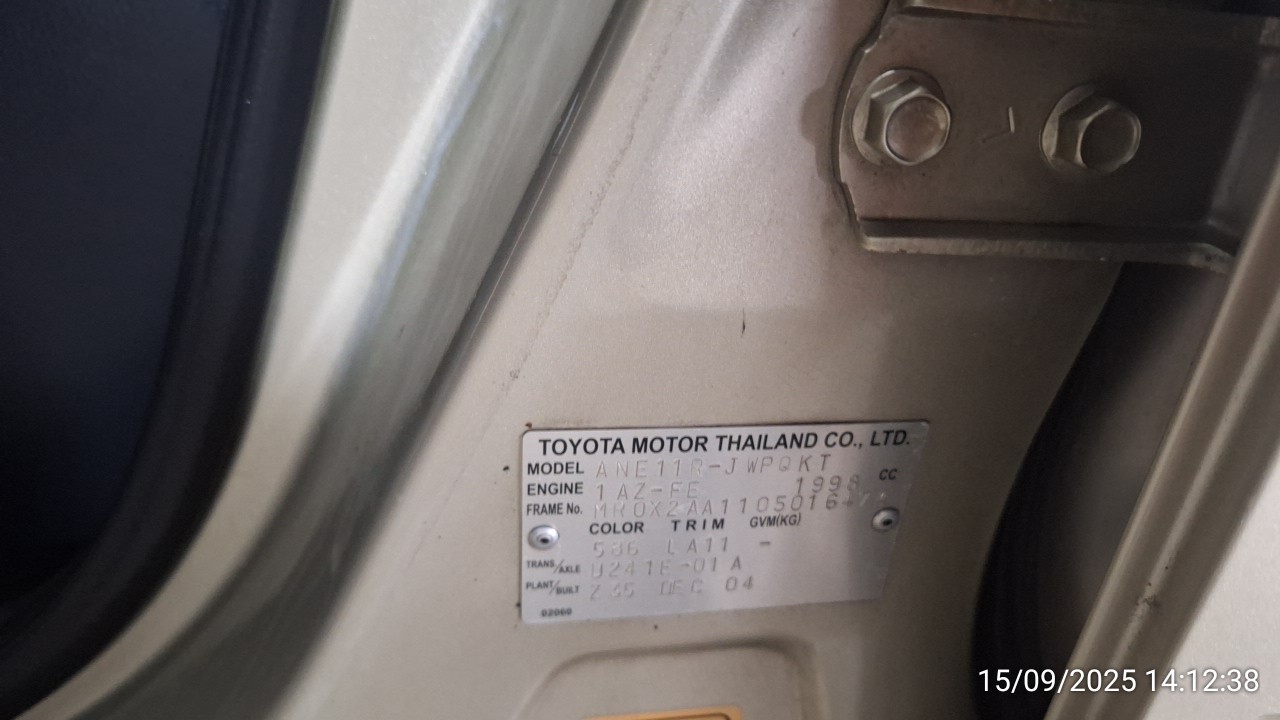 TOYOTA MOTOR THAILAND CO., LTD.
MODEL ANE11R-JWPQKT
ENGINE 1AZ-FE 1998 CC
FRAME No.
COLOR TRIM GVM(KG)
586 LA11 -
TRANS/AXLE U241E-01A
PLANT/BUILT DEC 04
02060
15/09/2025 14:12:38